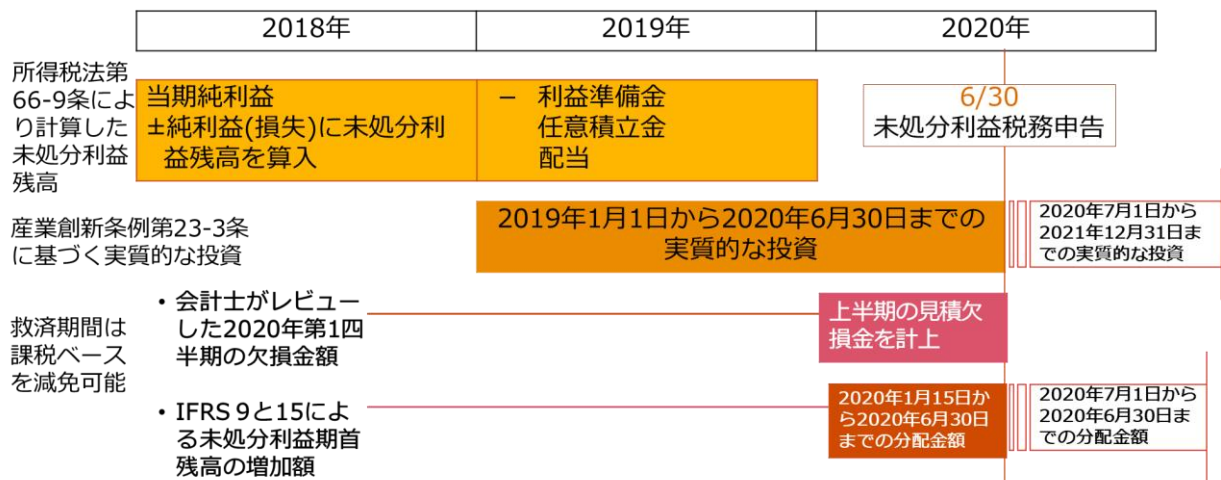 2018年
2019年
2020年
所得税法第
66-9条によ
り計算した
未処分利益
残高
当期純利益
±純利益(損失)に未処分利
益残高を算入
－ 利益準備金
任意積立金
配当
6/30
未処分利益税務申告
産業創新条例第23-3条
に基づく実質的な投資
2019年1月1日から2020年6月30日までの
実質的な投資
2020年7月1日から
2021年12月31日ま
での実質的な投資
救済期間は
課税ベース
を減免可能
• 会計士がレビュー
した2020年第1四
半期の欠損金額
上半期の見積欠
損金を計上
• IFRS 9と15によ
る未処分利益期首
残高の増加額
2020年1月15日か
ら2020年6月30日
までの分配金額
2020年7月1日から
2020年6月30日ま
での分配金額